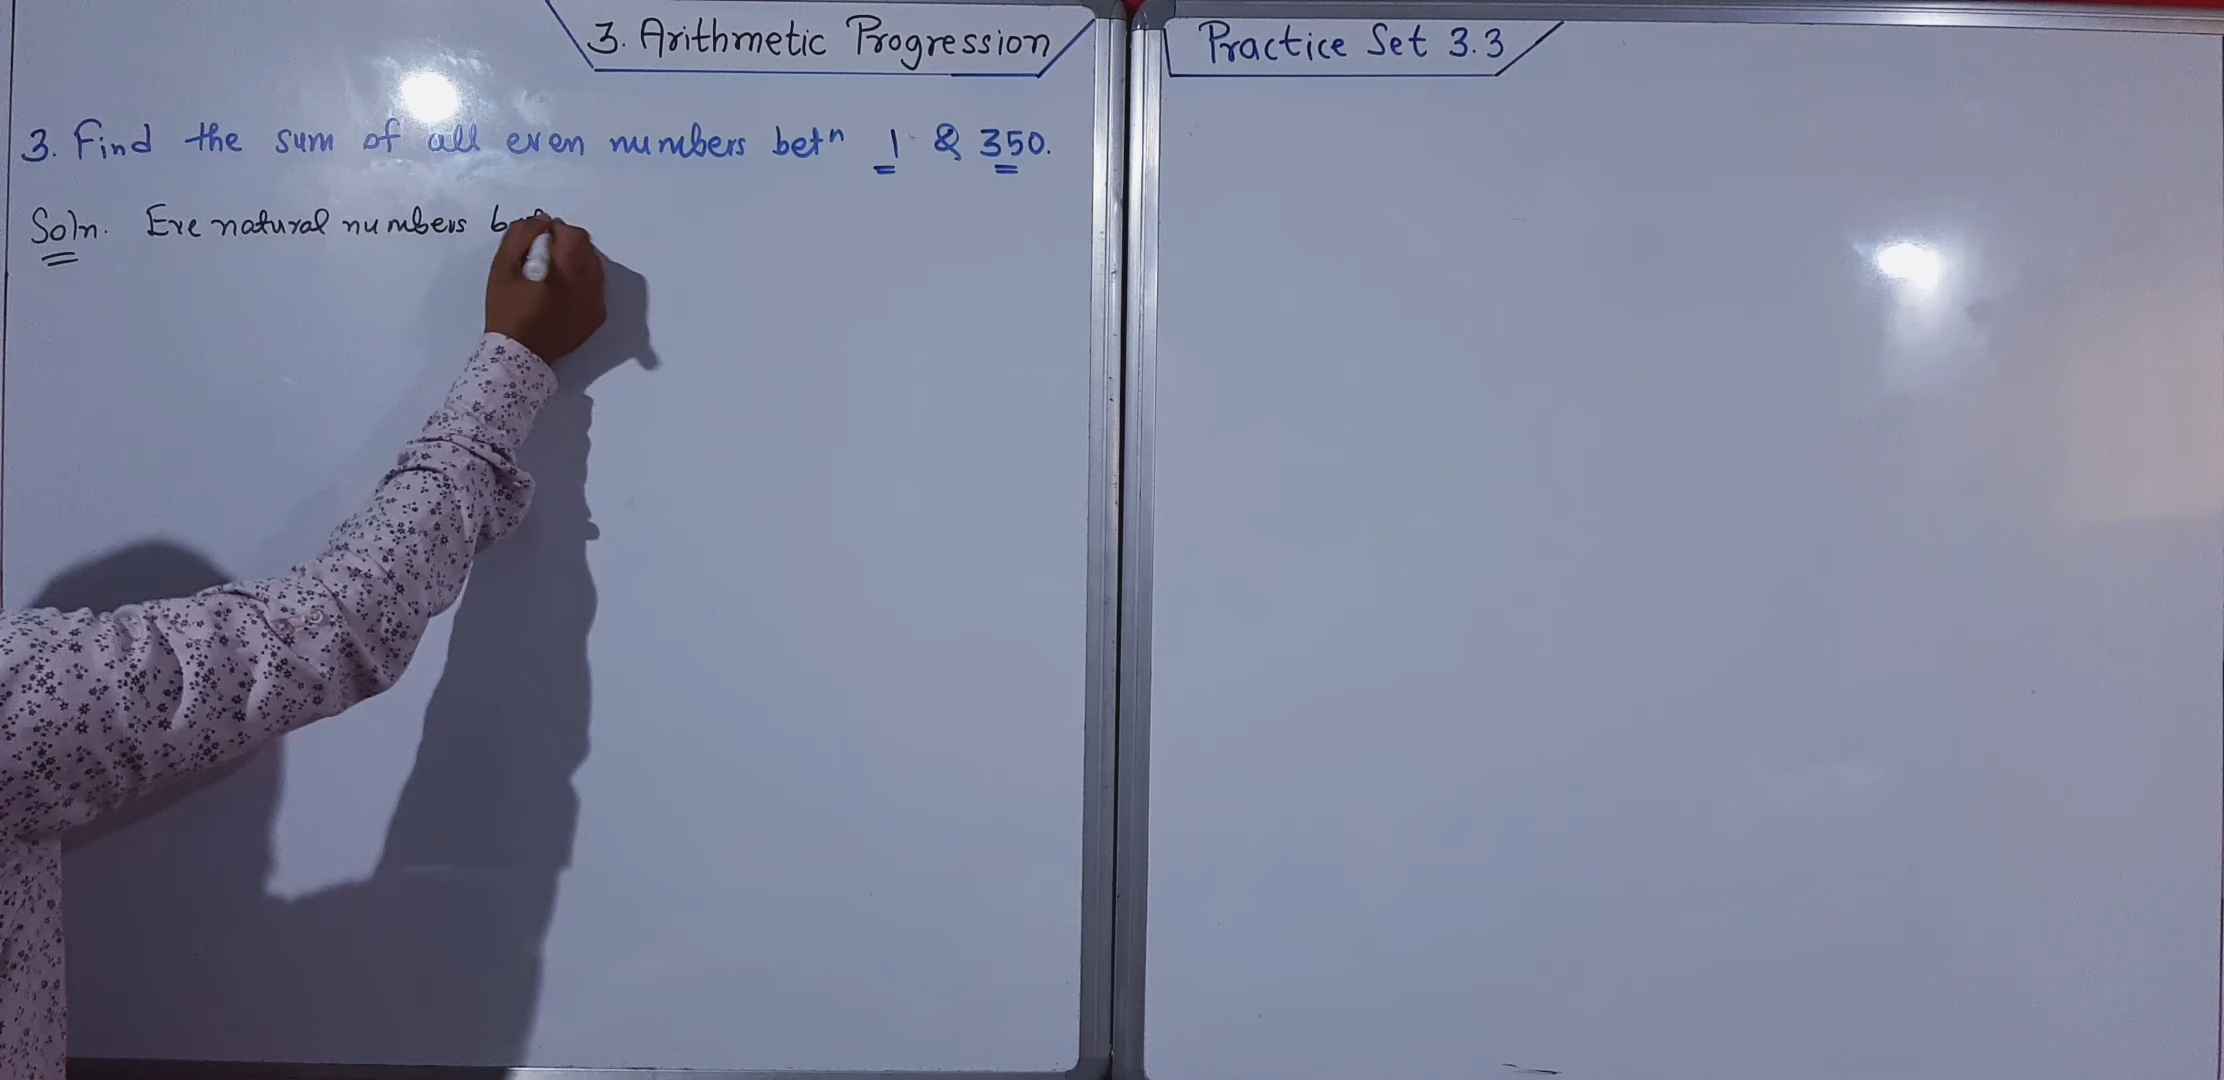 3. Arithmetic Progression
Practice Set 3.3
3. Find the sum of all even numbers betⁿ 1 & 350.
Soln. Eve natural numbers